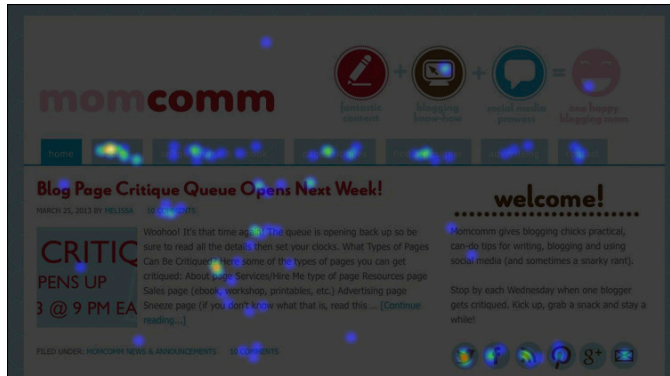 fantastic
content
+
blogging
know-how
+
social media
prowess
=
one happy
blogging mom
momcomm
home
Blog Page Critique Queue Opens Next Week!
MARCH 25, 2013 BY MELISSA 10 COMMENTS
CRITIQ
PENS UP
3 @ 9 PM EA
Woohoo! It's that time again! The queue is opening back up so be
sure to read all the details then set your clocks. What Types of Pages
Can Be Critiqued? Here some of the types of pages you can get
critiqued: About page Services/Hire Me type of page Resources page
Sales page (ebook, workshop, printables, etc.) Advertising page
Sneeze page (if you don't know what that is, read this ... [Continue
reading...]
FILED UNDER: MOMCOMM NEWS & ANNOUNCEMENTS 10 COMMENTS
welcome!
Momcomm gives blogging chicks practical,
can-do tips for writing, blogging and using
social media (and sometimes a snarky rant).
Stop by each Wednesday when one blogger
gets critiqued. Kick up, grab a snack and stay a
while!
g+